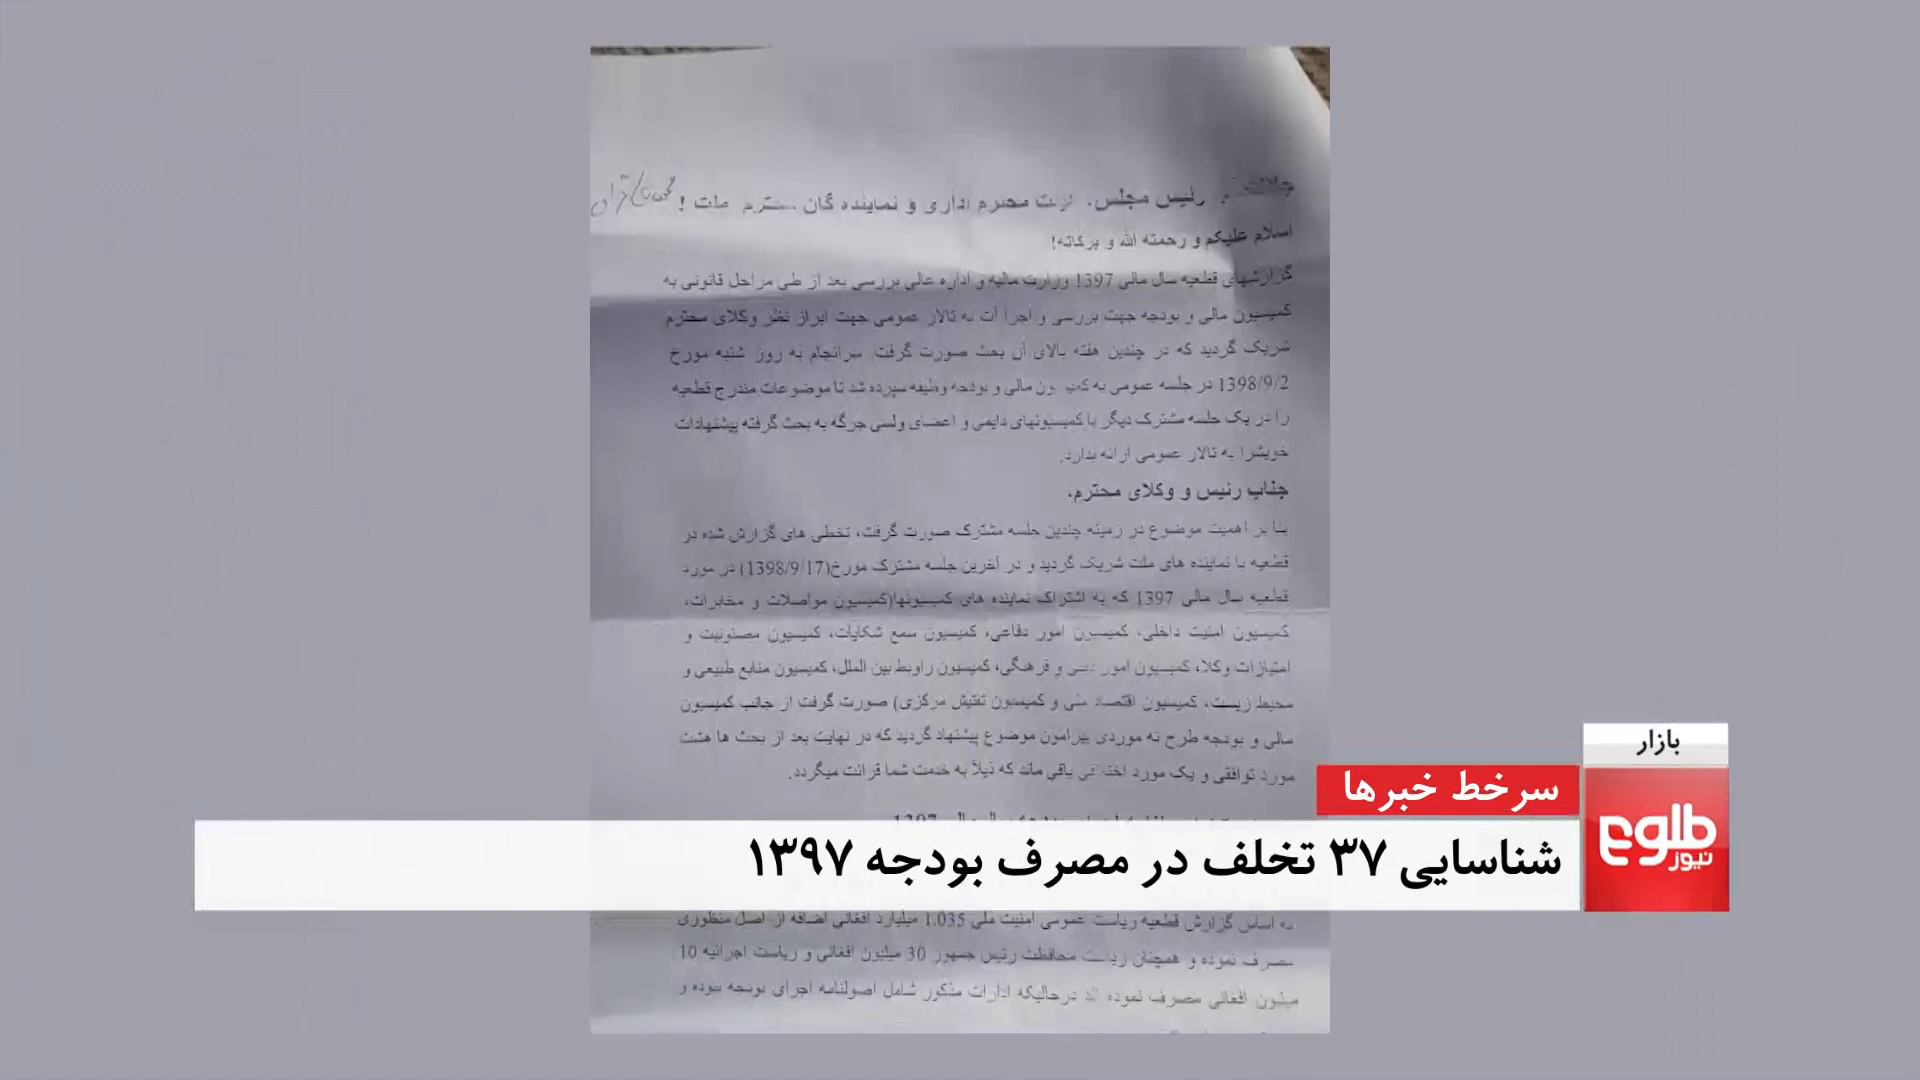 رئیس مجلس، محترم اداری و نماینده گان محترم ملت !
اسلام علیکم و رحمته الله و برکاته!
گزارشهای قطعیه سال مالی 1397 وزارت مالیه و اداره عالی بررسی بعد از طی مراحل قانونی به
کمیسیون مالی و بودجه جهت بررسی و اجرا آت به تالار عمومی جهت ابراز نظر وکلای محترم
شریک گردید که در چندین هفته بالای آن بحث صورت گرفت. سرانجام به روز شنبه مورخ
1398/9/2 در جلسه عمومی به مالی و بودجه وظیفه سپرده شد تا موضوعات مندرج قطعیه
را در یک جلسه مشترک دیگر با کمیسیونهای دایمی و اعضای ولسی جرگه به بحث گرفته پیشنهادات
خویشرا به تالار عمومی ارائه بدارد.
جناب رئیس و وکلای محترم،
بنا بر اهمیت موضوع در زمینه چندین جلسه مشترک صورت گرفت، تخطی های گزارش شده در
قطعیه با نماینده های ملت شریک گردید و در آخرین جلسه مشترک مورخ(1398/9/17) در مورد
قطعیه سال مالی 1397 که به اشتراک نماینده های کمیسیونها(کمیسیون مواصلات و مخابرات،
کمیسیون امنیت داخلی، کمیسیون امور دفاعی، کمیسیون سمع شکایات، کمیسیون مصئونیت و
امتیازات وکلا، کمیسیون امور و فرهنگی، کمیسیون راوبط بین الملل، کمیسیون منابع طبیعی و
محیط زیست، کمیسیون اقتصاد ملی و کمیسون تفتیش مرکزی) صورت گرفت از جانب کمیسیون
مالی و بودجه طرح نه موردی پیرامون موضوع پیشنهاد گردید که در نهایت بعد از بحث ها هشت
مورد توافقی و یک مورد باقی ماند که ذیلاً به خدمت شما قرائت میگردد.
بازار
سرخط خبرها
طلوع
نیوز
شناسایی ۳۷ تخلف در مصرف بودجه ۱۳۹۷
به اساس گزارش قطعیه ریاست عمومی امنیت ملی 1.035 میلیارد افغانی اضافه از اصل منظوری
مصرف نموده و همچنان ریاست محافظت رئیس جمهور 30 میلیون افغانی و ریاست اجرائیه 10
میلیون افغانی مصرف نموده درحالیکه ادارات مذکور شامل اصولنامه اجرای بودجه بوده و